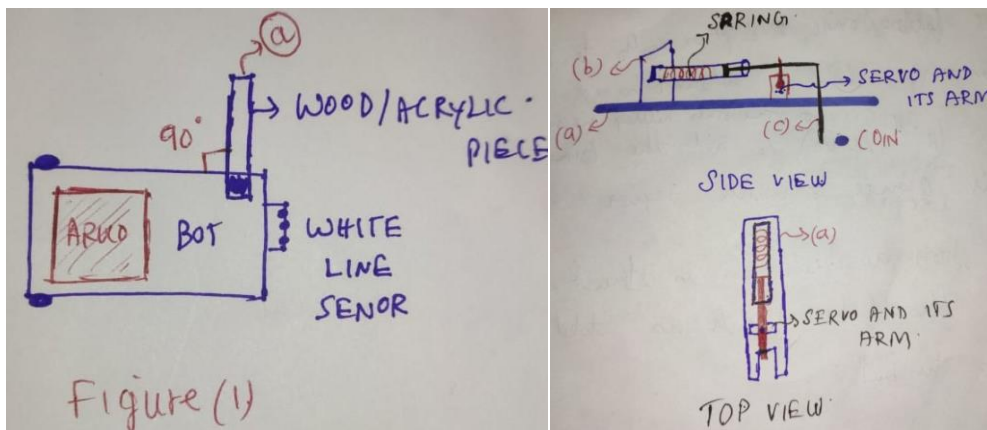 (a)
WOOD/ACRYLIC
PIECE
90°
ARUCO
BOT
WHITE
LINE
SENOR
Figure (1)
SPRING
(b)
SERVO AND
ITS ARM
(a)
(c)
COIN
SIDE VIEW
(a)
SERVO AND ITS
ARM.
TOP VIEW